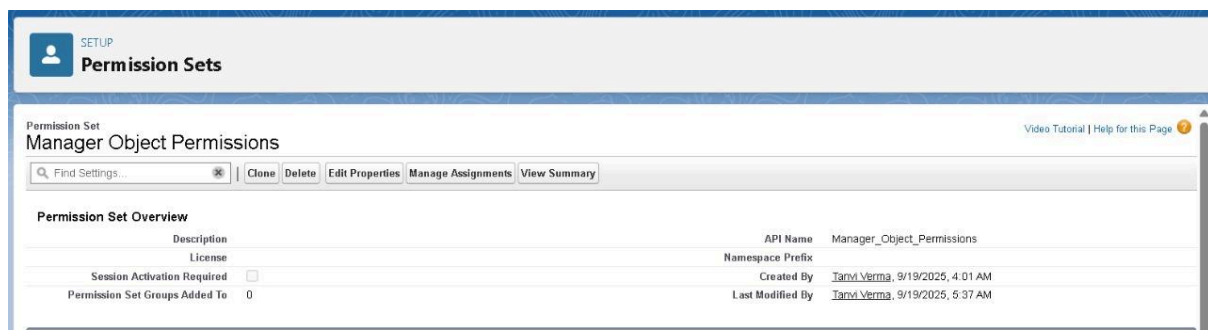 SETUP
Permission Sets
Permission Set
Manager Object Permissions
Video Tutorial | Help for this Page ?
Find Settings... | Clone Delete Edit Properties Manage Assignments View Summary
Permission Set Overview
Description API Name Manager_Object_Permissions
License Namespace Prefix
Session Activation Required Created By Tanvi Verma, 9/19/2025, 4:01 AM
Permission Set Groups Added To 0 Last Modified By Tanvi Verma, 9/19/2025, 5:37 AM